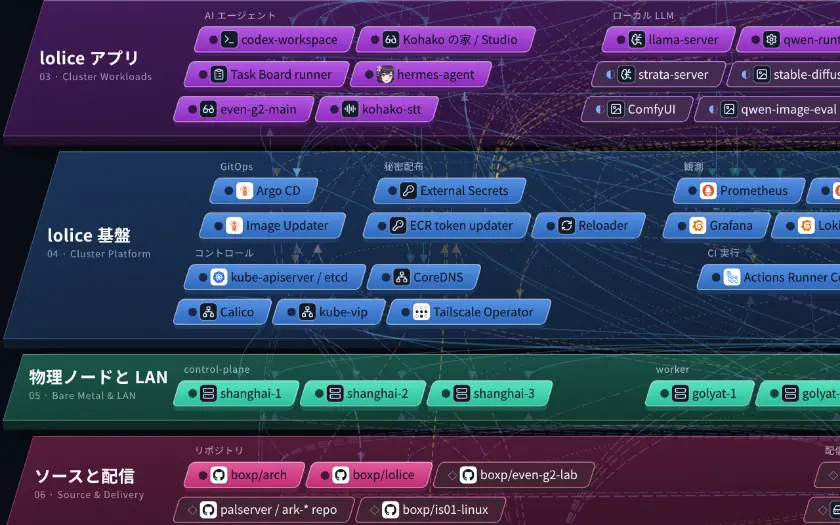 AI エージェント
ローカル LLM
codex-workspace
Kohako の家 / Studio
llama-server
lolice アプリ
03 · Cluster Workloads
Task Board runner
hermes-agent
strata-server
even-g2-main
kohako-stt
ComfyUI
qwen-image-eval
GitOps
秘密配布
観測
Argo CD
External Secrets
Prometheus
lolice 基盤
04 · Cluster Platform
Image Updater
ECR token updater
Reloader
Grafana
コントロール
CI 実行
kube-apiserver / etcd
CoreDNS
Actions Runner
Calico
kube-vip
Tailscale Operator
物理ノードと LAN
05 · Bare Metal & LAN
control-plane
worker
shanghai-1
shanghai-2
shanghai-3
golyat-1
リポジトリ
ソースと配信
06 · Source & Delivery
boxp/arch
boxp/lolice
boxp/even-g2-lab
palserver / ark-* repo
boxp/is01-linux